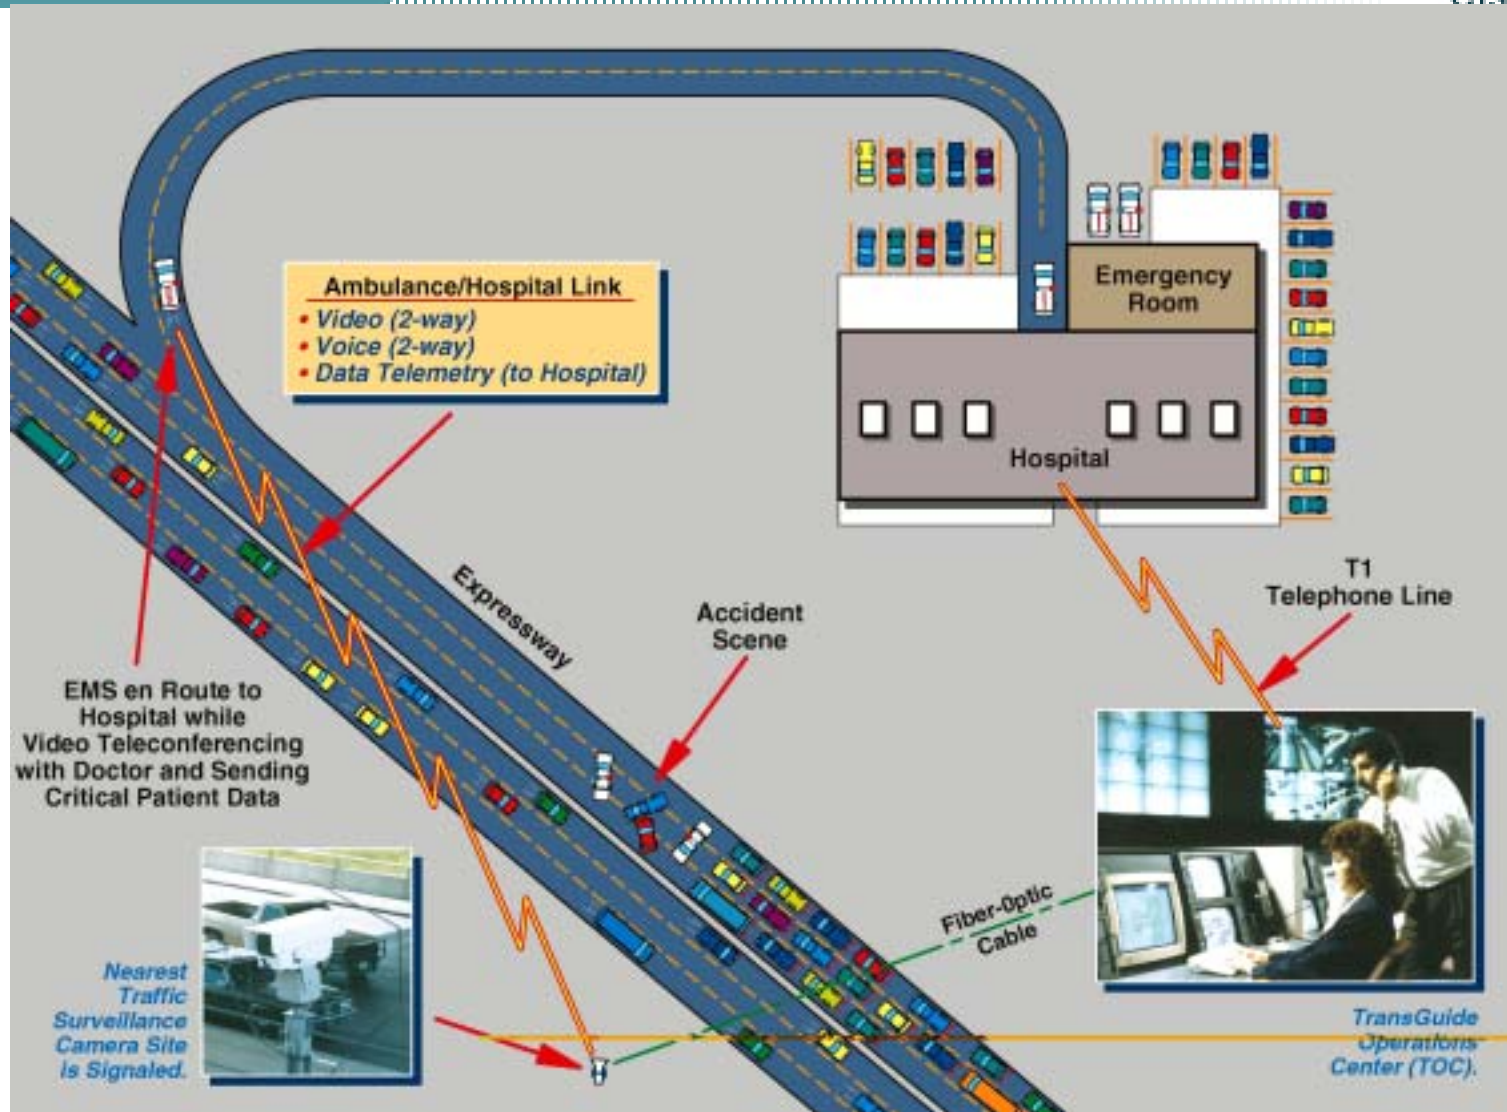 Ambulance/Hospital Link
• Video (2-way)
• Voice (2-way)
• Data Telemetry (to Hospital)
Emergency
Room
Hospital
T1
Telephone Line
Expressway
Accident
Scene
EMS en Route to
Hospital while
Video Teleconferencing
with Doctor and Sending
Critical Patient Data
Fiber-Optic
Cable
Nearest
Traffic
Surveillance
Camera Site
is Signaled.
TransGuide
Operations
Center (TOC).